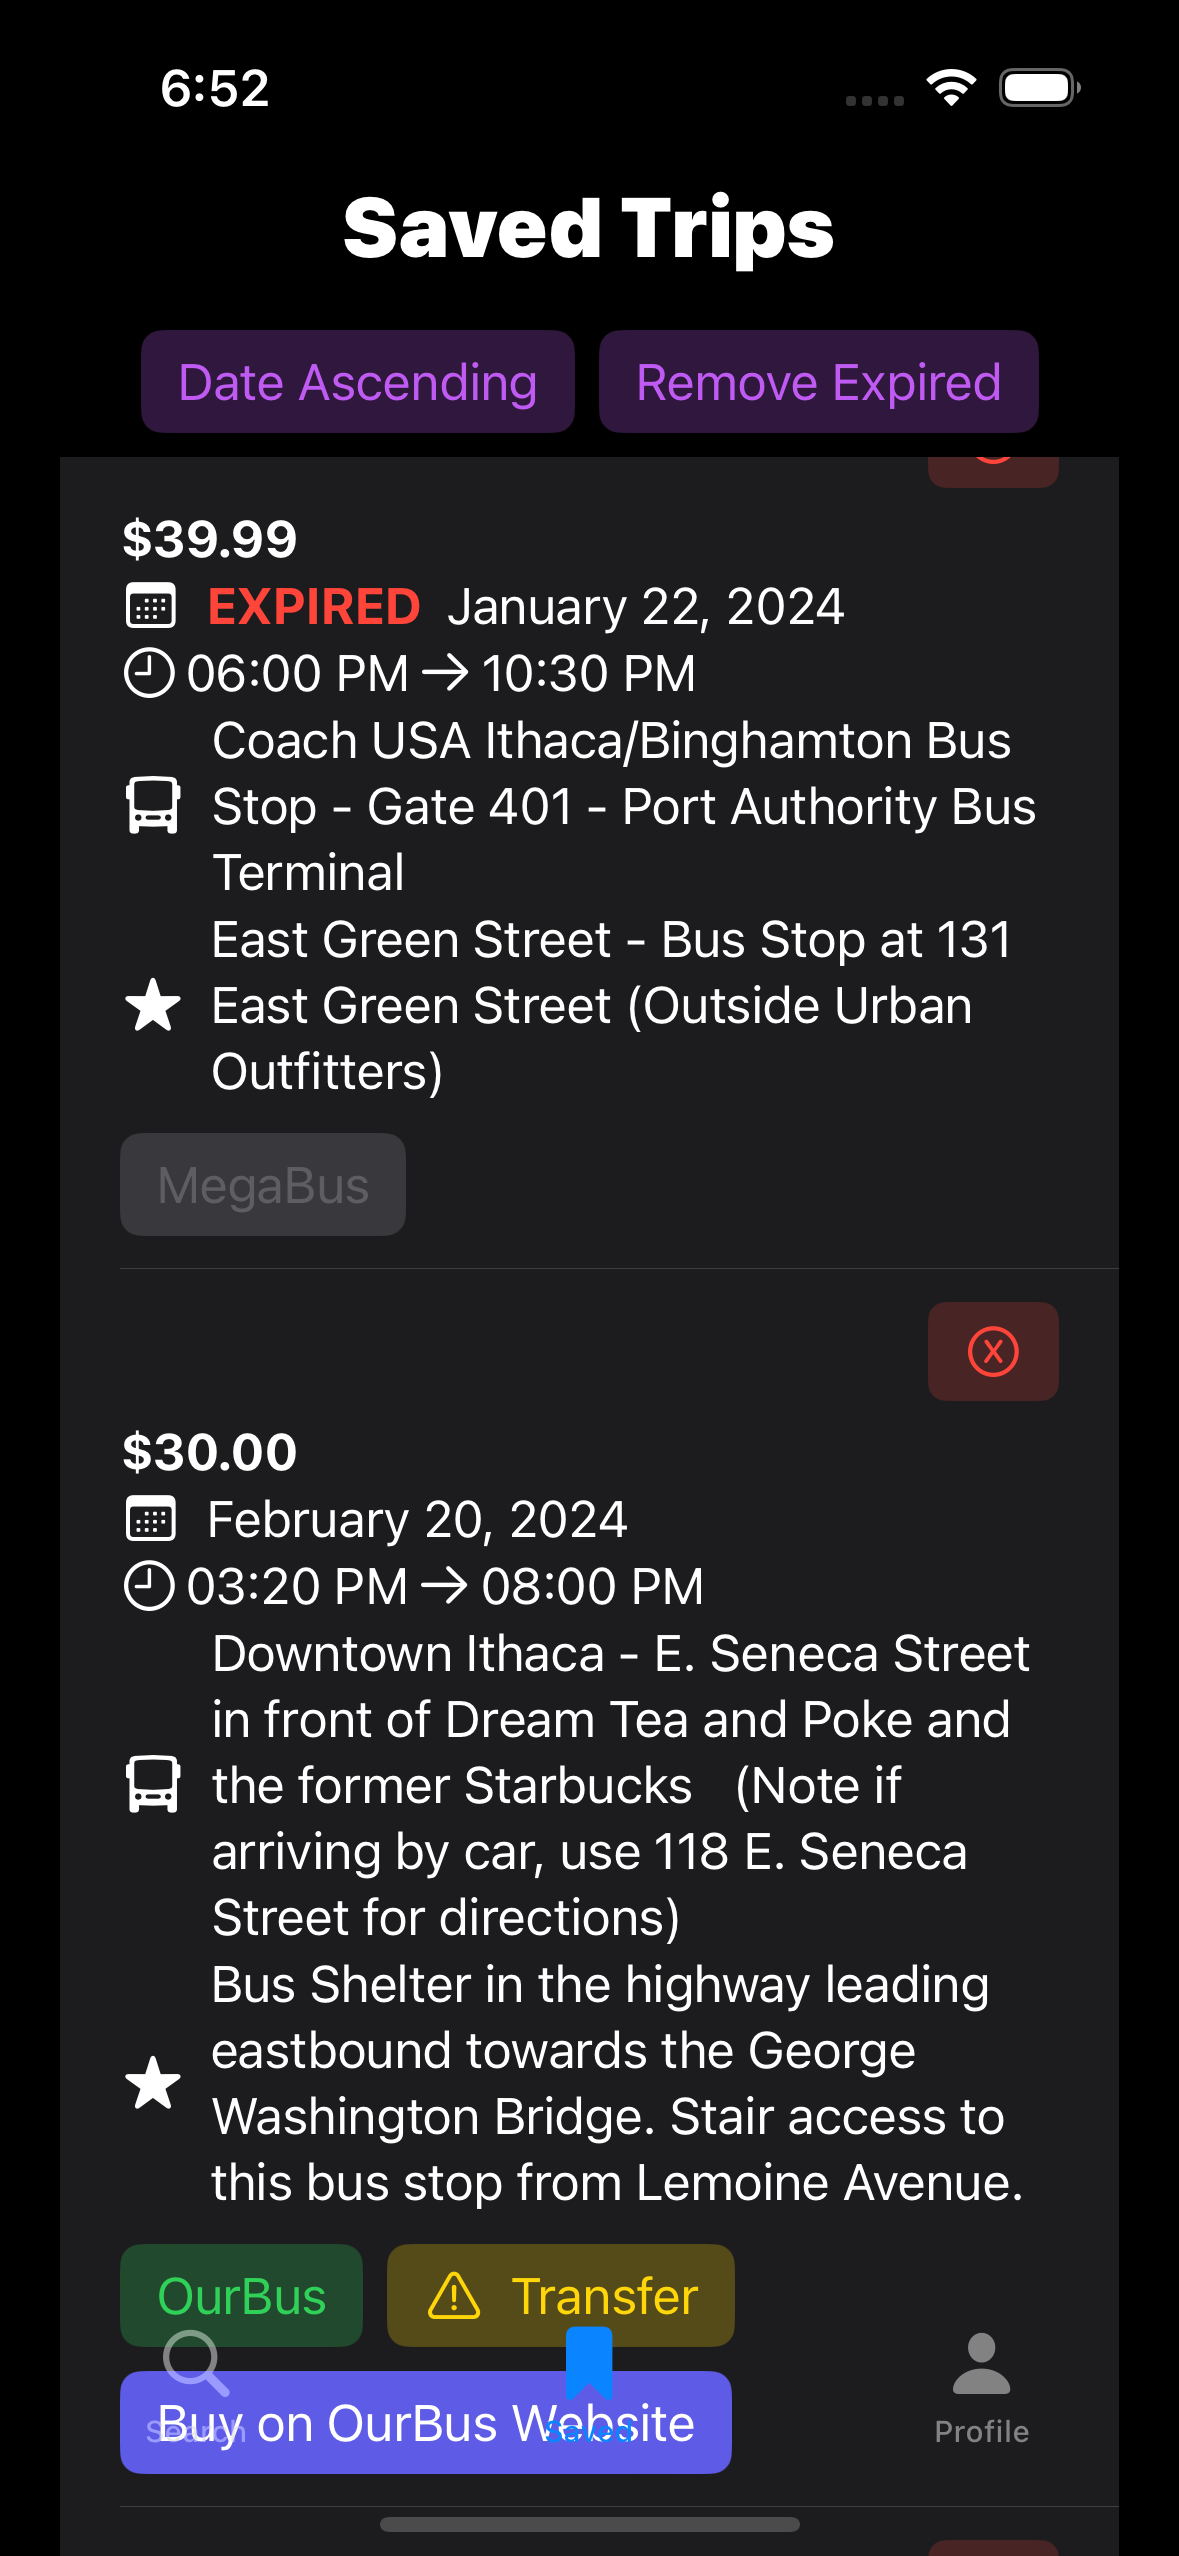 6:52
Saved Trips
Date Ascending
Remove Expired
$39.99
EXPIRED January 22, 2024
06:00 PM → 10:30 PM
Coach USA Ithaca/Binghamton Bus
Stop - Gate 401 - Port Authority Bus
Terminal
East Green Street - Bus Stop at 131
East Green Street (Outside Urban
Outfitters)
MegaBus
$30.00
February 20, 2024
03:20 PM → 08:00 PM
Downtown Ithaca - E. Seneca Street
in front of Dream Tea and Poke and
the former Starbucks   (Note if
arriving by car, use 118 E. Seneca
Street for directions)
Bus Shelter in the highway leading
eastbound towards the George
Washington Bridge. Stair access to
this bus stop from Lemoine Avenue.
OurBus
Transfer
Buy on OurBus Website
Search
Saved
Profile